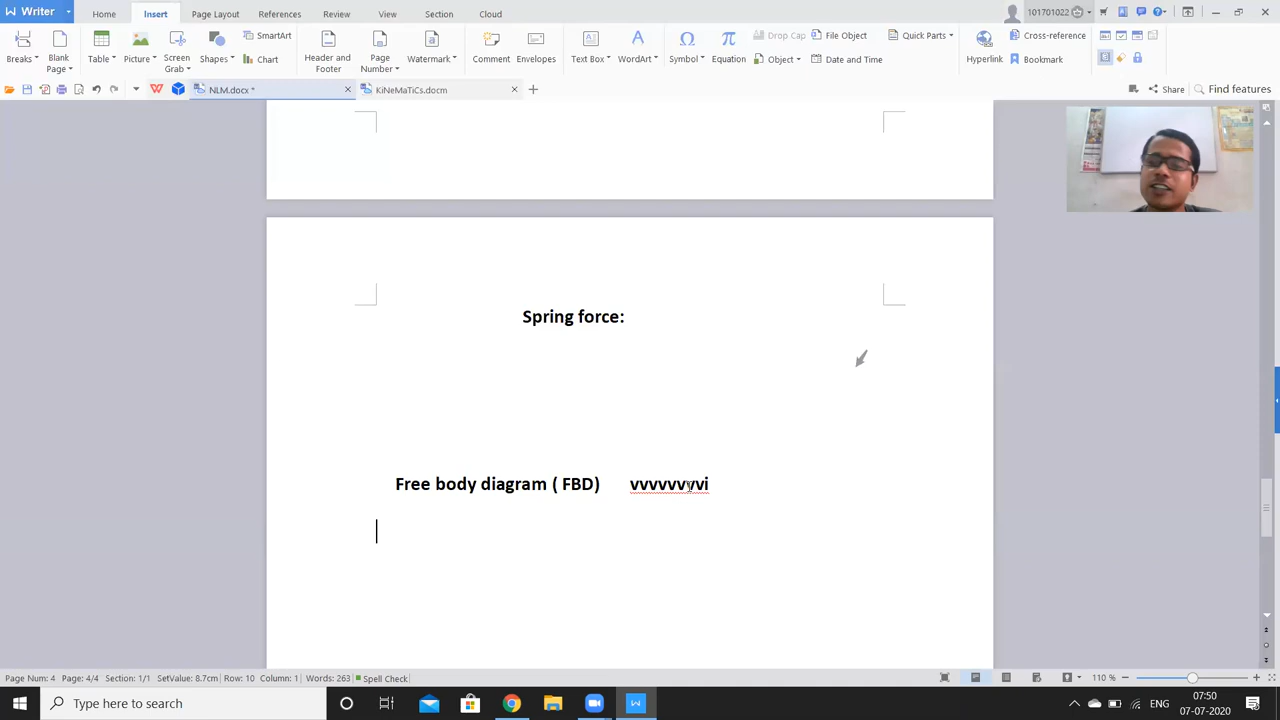 Writer
Home
Insert
Page Layout
References
Review
View
Section
Cloud
101701022
Breaks
Blank Page
Table
Picture
Screen Grab
Shapes
SmartArt
Chart
Header and Footer
Page Number
Watermark
Comment
Envelopes
Text Box
WordArt
Symbol
Equation
Drop Cap
Object
File Object
Date and Time
Quick Parts
Hyperlink
Cross-reference
Bookmark
NLM.docx *
KiNeMaTiCs.docm
Share
Find features
Spring force:
Free body diagram ( FBD) vvvvvvvvi
Page Num: 4 Page: 4/4 Section: 1/1 SetValue: 8.7cm Row: 10 Column: 1 Words: 263 Spell Check
110 %
Type here to search
ENG
07:50
07-07-2020